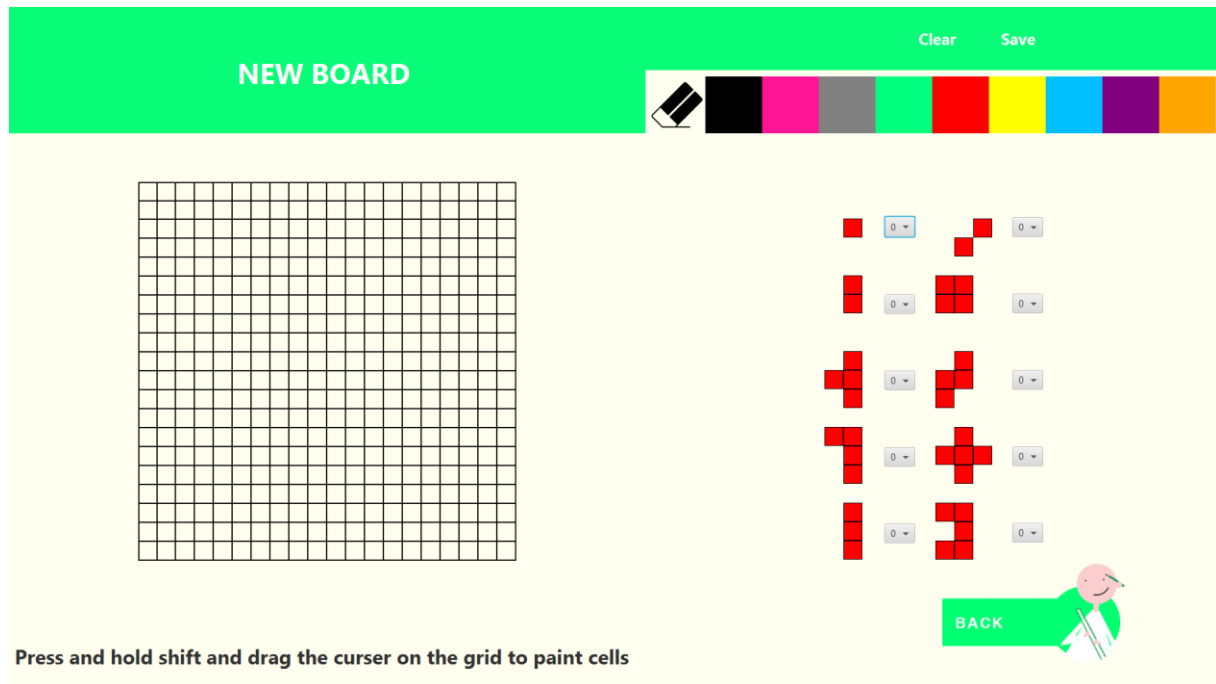 Clear Save
NEW BOARD
0 0
0 0
0 0
0 0
0 0
BACK
Press and hold shift and drag the curser on the grid to paint cells